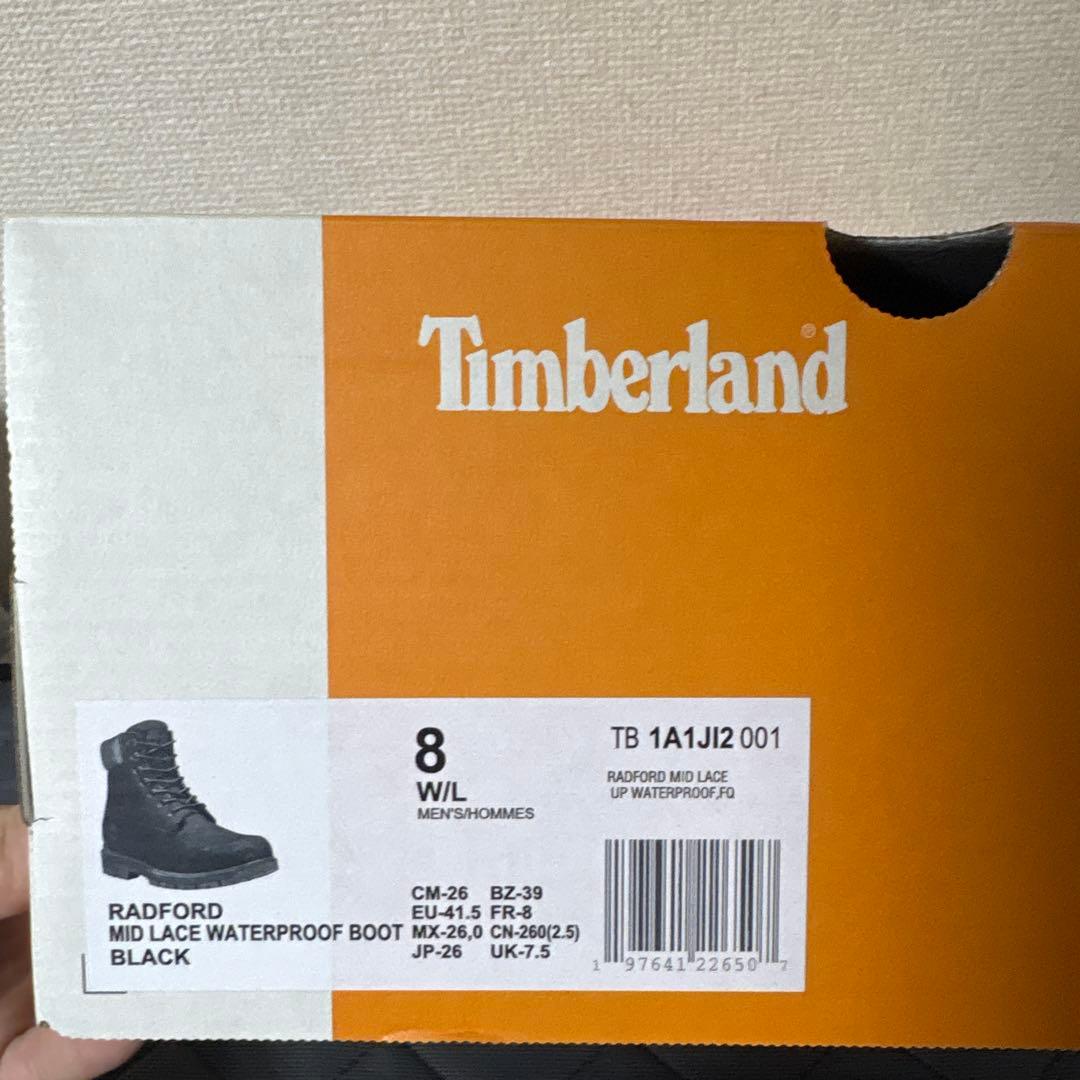 Timberland®
8
W/L
MEN'S/HOMMES
TB 1A1JI2 001
RADFORD MID LACE
UP WATERPROOF,FQ
CM-26 BZ-39
EU-41.5 FR-8
MX-26,0 CN-260(2.5)
JP-26 UK-7.5
RADFORD
MID LACE WATERPROOF BOOT
BLACK
1 97641 22650 7